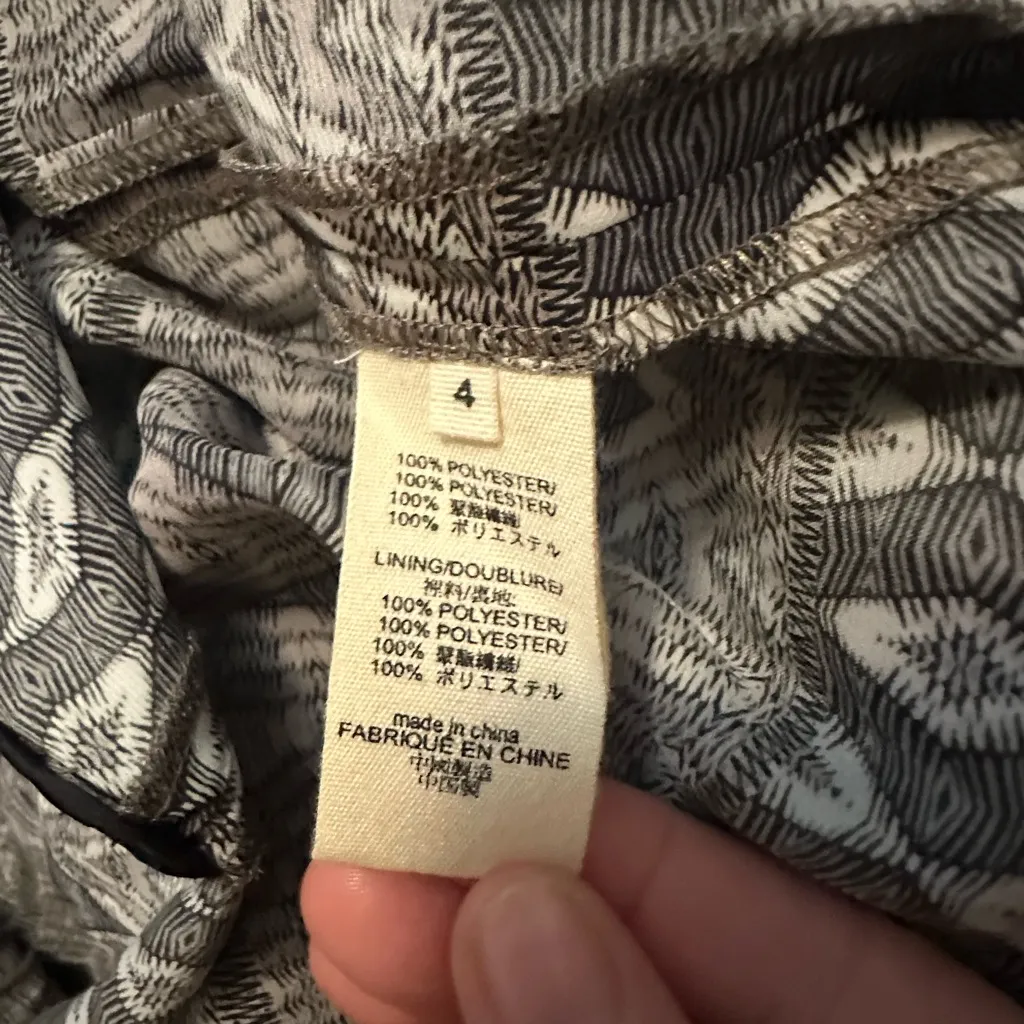 4
100% POLYESTER/
100% POLYESTER/
100% 聚酯纖維/
100% ポリエステル
LINING/DOUBLURE/
裡料/裏地:
100% POLYESTER/
100% POLYESTER/
100% 聚酯纖維/
100% ポリエステル
made in china
FABRIQUÉ EN CHINE
中國製造
中国製